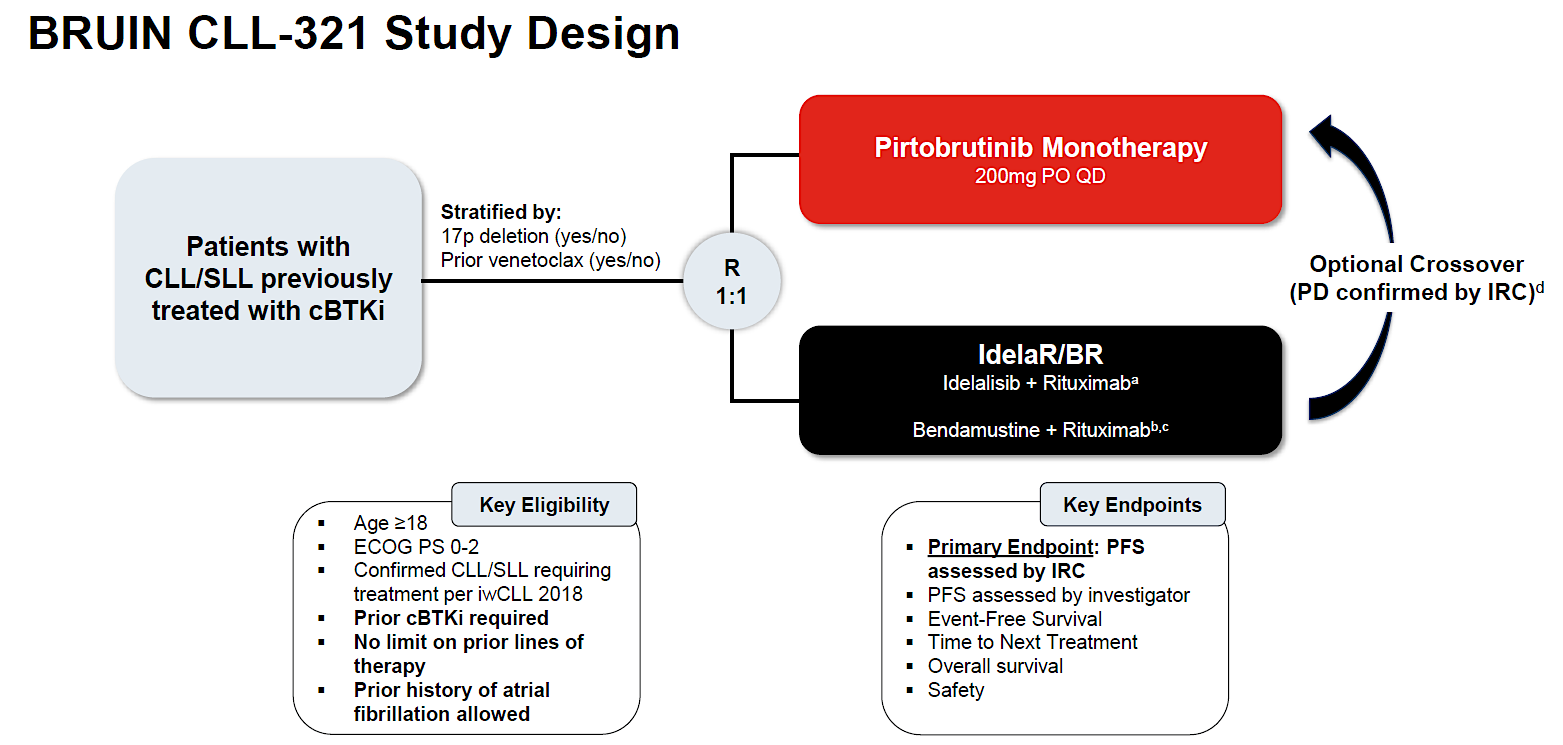 BRUIN CLL-321 Study Design
Patients with
CLL/SLL previously
treated with cBTKi
Stratified by:
17p deletion (yes/no)
Prior venetoclax (yes/no)
R
1:1
Pirtobrutinib Monotherapy
200mg PO QD
IdelaR/BR
Idelalisib + Rituximabᵃ
Bendamustine + Rituximabᵇ,ᶜ
Optional Crossover
(PD confirmed by IRC)ᵈ
Key Eligibility
▪ Age ≥18
▪ ECOG PS 0-2
▪ Confirmed CLL/SLL requiring
treatment per iwCLL 2018
▪ Prior cBTKi required
▪ No limit on prior lines of
therapy
▪ Prior history of atrial
fibrillation allowed
Key Endpoints
▪ Primary Endpoint: PFS
assessed by IRC
▪ PFS assessed by investigator
▪ Event-Free Survival
▪ Time to Next Treatment
▪ Overall survival
▪ Safety